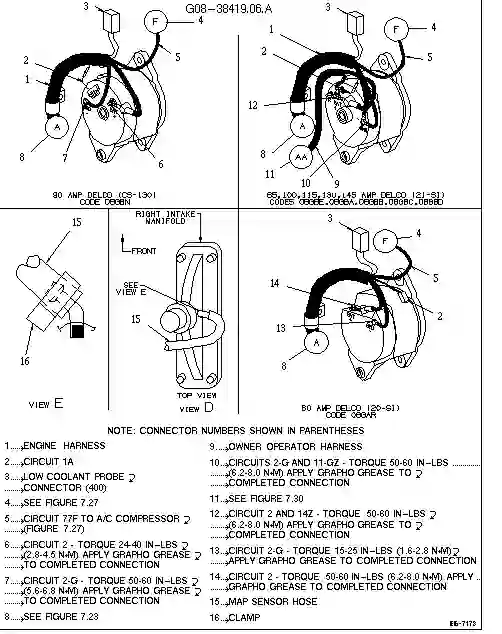 G08-38419.06.A
3
F
4
2
5
1
A
8
7
6
80 AMP DELCO (CS-130)
CODE 08GBN
3
F
4
1
2
5
12
A
8
AA
11
10
9
65,100,115,130,145 AMP DELCO (21-SI)
CODES 08GBE,08GBA,08GBB,08GBC,08GBD
15
16
VIEW E
RIGHT INTAKE
MANIFOLD
FRONT
SEE
VIEW E
15
TOP VIEW
VIEW D
3
F
4
5
14
2
13
8
A
80 AMP DELCO (20-SI)
CODE 08GAR
NOTE: CONNECTOR NUMBERS SHOWN IN PARENTHESES
1....ENGINE HARNESS
2....CIRCUIT 1A
3....LOW COOLANT PROBE
......CONNECTOR (400)
4....SEE FIGURE 7.27
5....CIRCUIT 77F TO A/C COMPRESSOR
......(FIGURE 7.27)
6....CIRCUIT 2 - TORQUE 24-40 IN-LBS
......(2.8-4.5 N·M) APPLY GRAPHO GREASE
......TO COMPLETED CONNECTION
7....CIRCUIT 2-G - TORQUE 50-60 IN-LBS
......(5.6-6.8 N·M) APPLY GRAPHO GREASE
......TO COMPLETED CONNECTION
8....SEE FIGURE 7.23
9....OWNER OPERATOR HARNESS
10....CIRCUITS 2-G AND 11-GZ - TORQUE 50-60 IN-LBS
......(6.2-8.0 N·M) APPLY GRAPHO GREASE TO
......COMPLETED CONNECTION
11....SEE FIGURE 7.30
12....CIRCUIT 2 AND 14Z - TORQUE 50-60 IN-LBS
......(6.2-8.0 N·M) APPLY GRAPHO GREASE TO
......COMPLETED CONNECTION
13....CIRCUIT 2-G - TORQUE 15-25 IN-LBS (1.6-2.8 N·M)
......APPLY GRAPHO GREASE TO COMPLETED CONNECTION
14....CIRCUIT 2 - TORQUE 50-60 IN-LBS (6.2-8.0 N·M) APPLY
......GRAPHO GREASE TO COMPLETED CONNECTION
15....MAP SENSOR HOSE
16....CLAMP